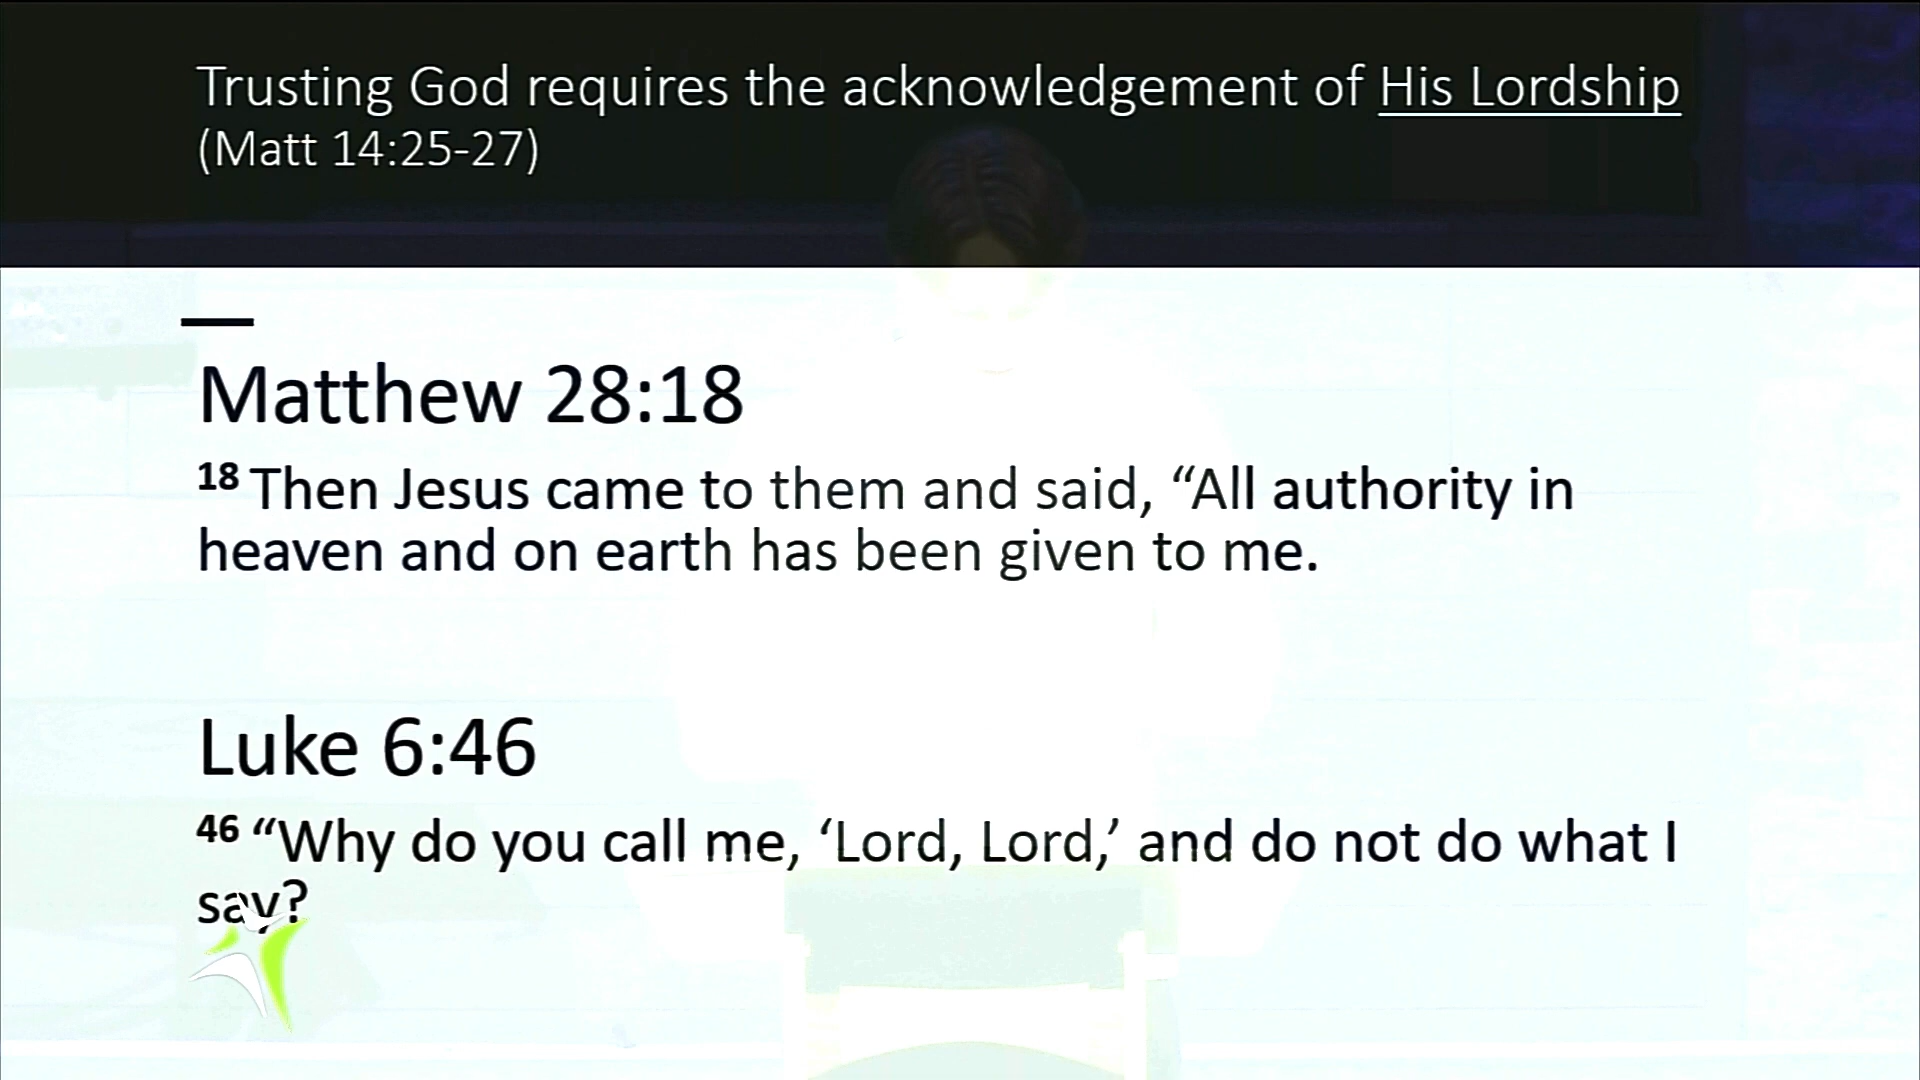 Trusting God requires the acknowledgement of His Lordship
(Matt 14:25-27)
Matthew 28:18
18 Then Jesus came to them and said, “All authority in
heaven and on earth has been given to me.
Luke 6:46
46 “Why do you call me, ‘Lord, Lord,’ and do not do what I
say?